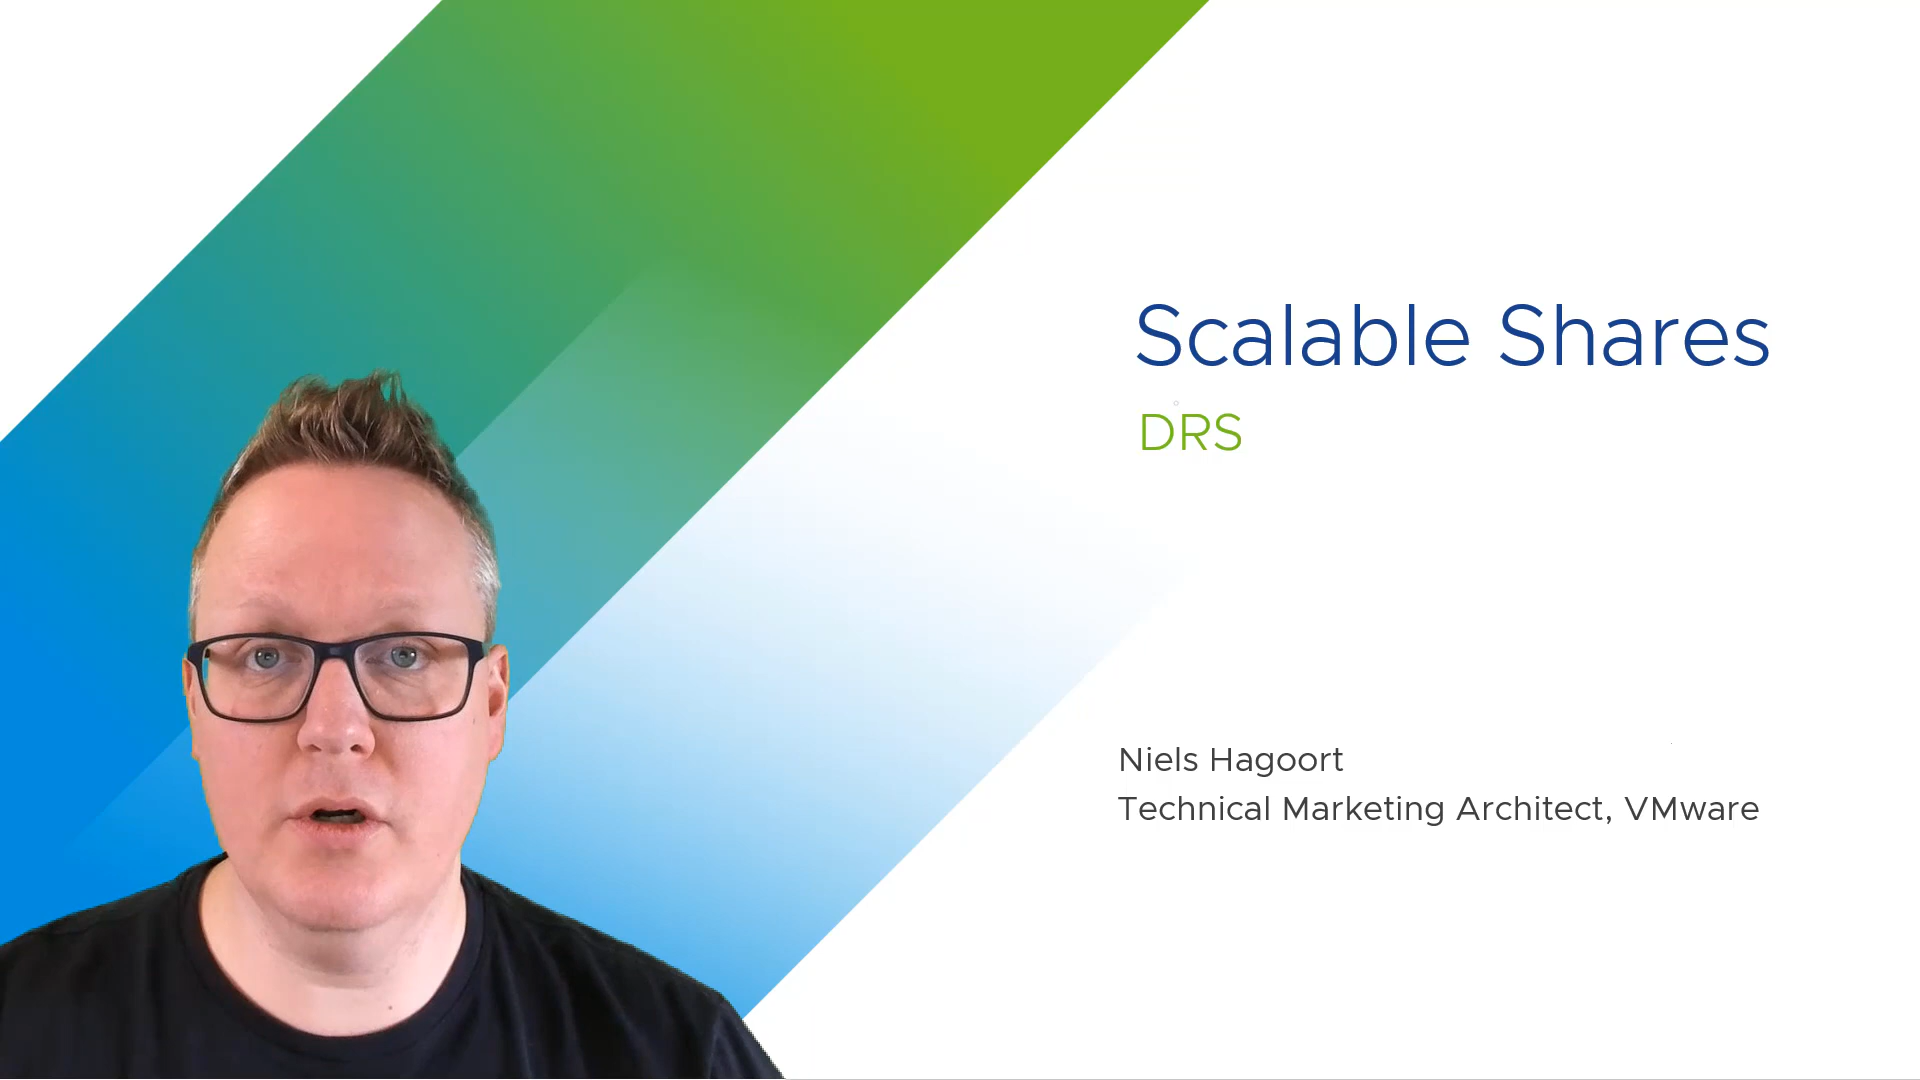 Scalable Shares
DRS
Niels Hagoort
Technical Marketing Architect, VMware